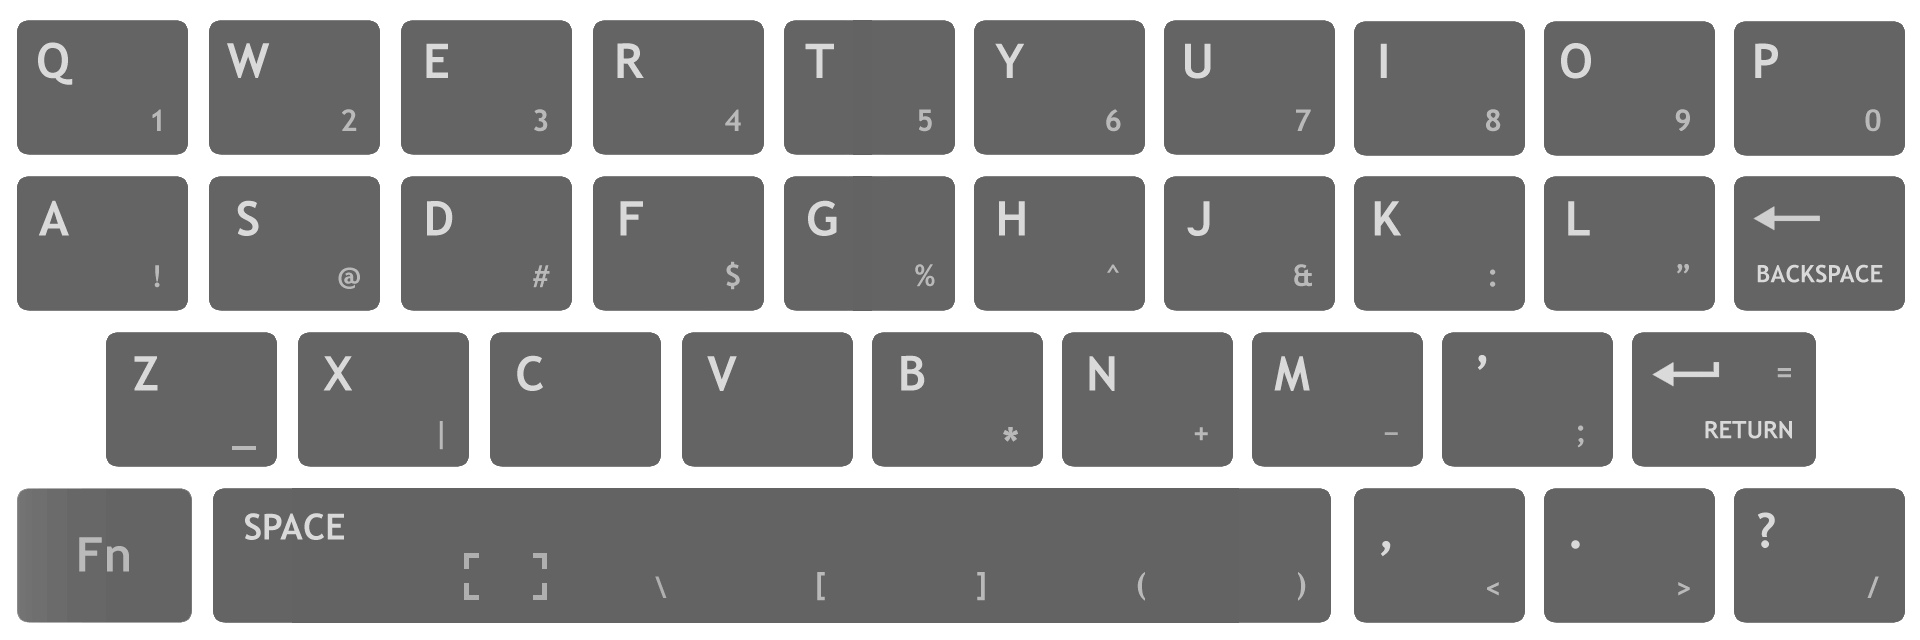 Q W E R T Y U I O P
1 2 3 4 5 6 7 8 9 0
A S D F G H J K L
! @ # $ % ^ & : ” BACKSPACE
Z X C V B N M ’ =
_ | * + – ; RETURN
SPACE , . ?
Fn \ [ ] ( ) < > /